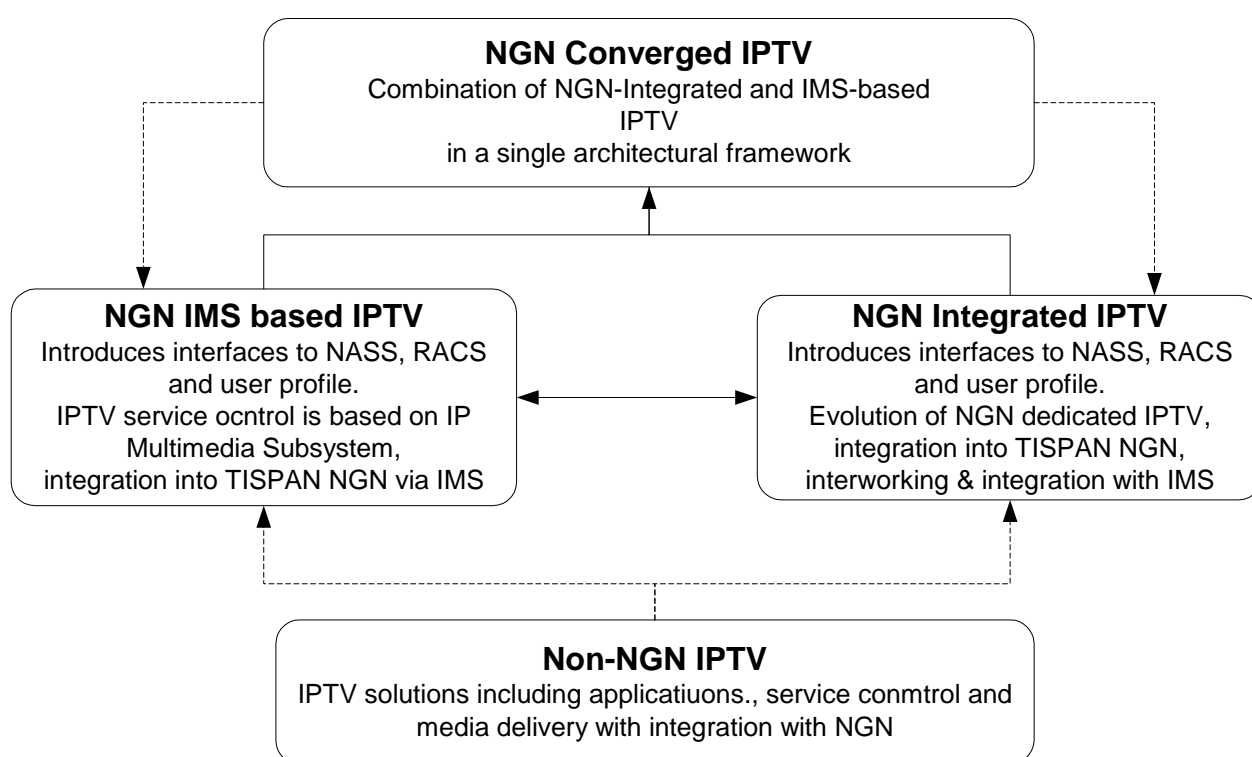 NGN Converged IPTV
Combination of NGN-Integrated and IMS-based
IPTV
in a single architectural framework
NGN IMS based IPTV
Introduces interfaces to NASS, RACS
and user profile.
IPTV service ocntrol is based on IP
Multimedia Subsystem,
integration into TISPAN NGN via IMS
NGN Integrated IPTV
Introduces interfaces to NASS, RACS
and user profile.
Evolution of NGN dedicated IPTV,
integration into TISPAN NGN,
interworking & integration with IMS
Non-NGN IPTV
IPTV solutions including applicatiuons., service conmtrol and
media delivery with integration with NGN